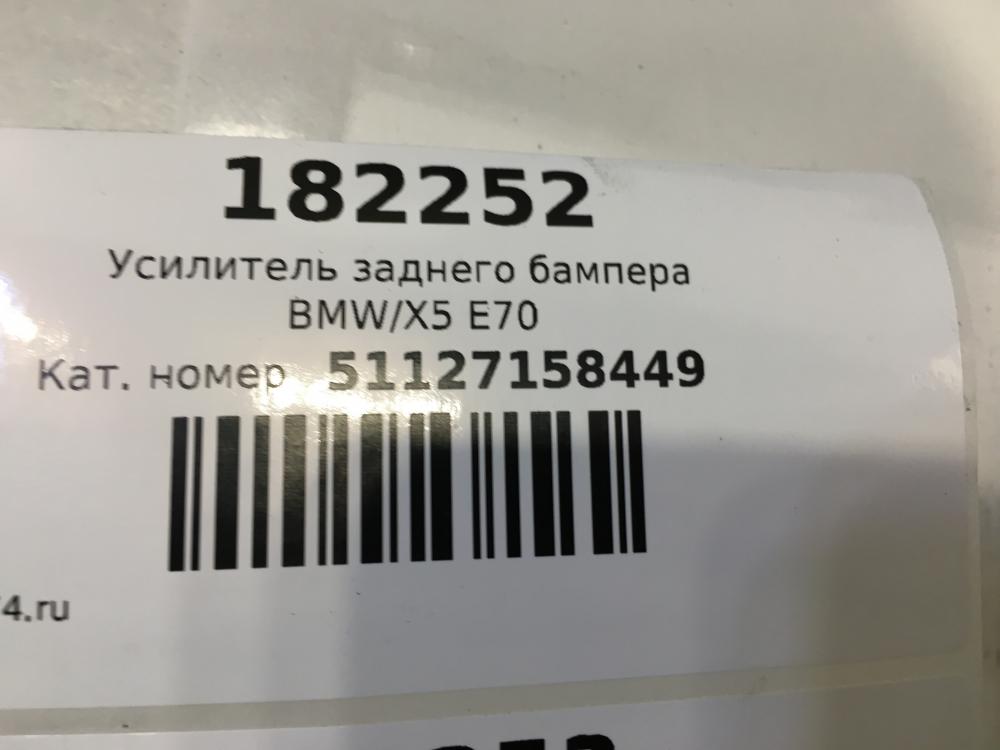 182252
Усилитель заднего бампера
BMW/X5 E70
Кат. номер 51127158449
4.ru